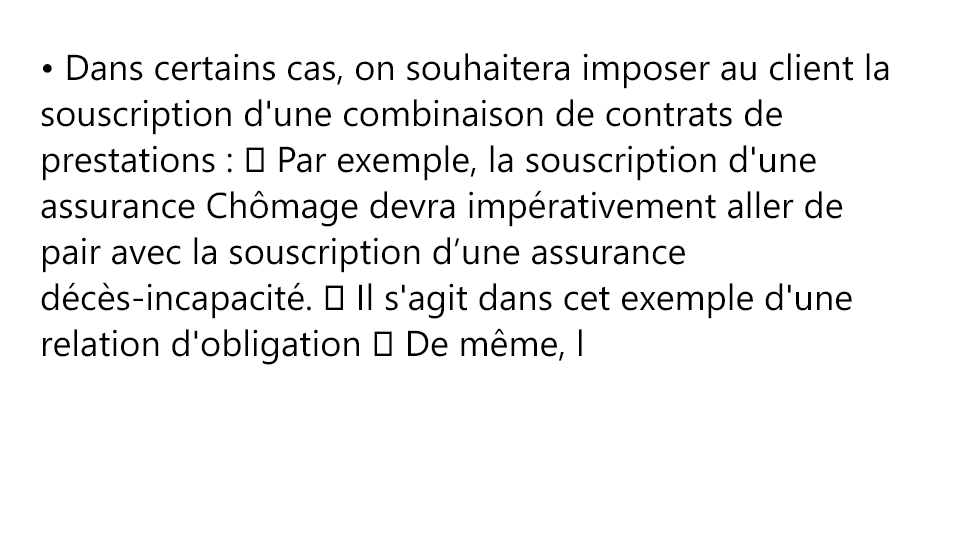 • Dans certains cas, on souhaitera imposer au client la
souscription d'une combinaison de contrats de
prestations :  Par exemple, la souscription d'une
assurance Chômage devra impérativement aller de
pair avec la souscription d’une assurance
décès-incapacité.  Il s'agit dans cet exemple d'une
relation d'obligation  De même, l